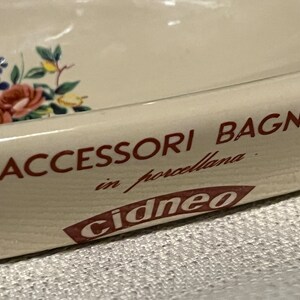 ACCESSORI BAGN
in porcellana
cidneo